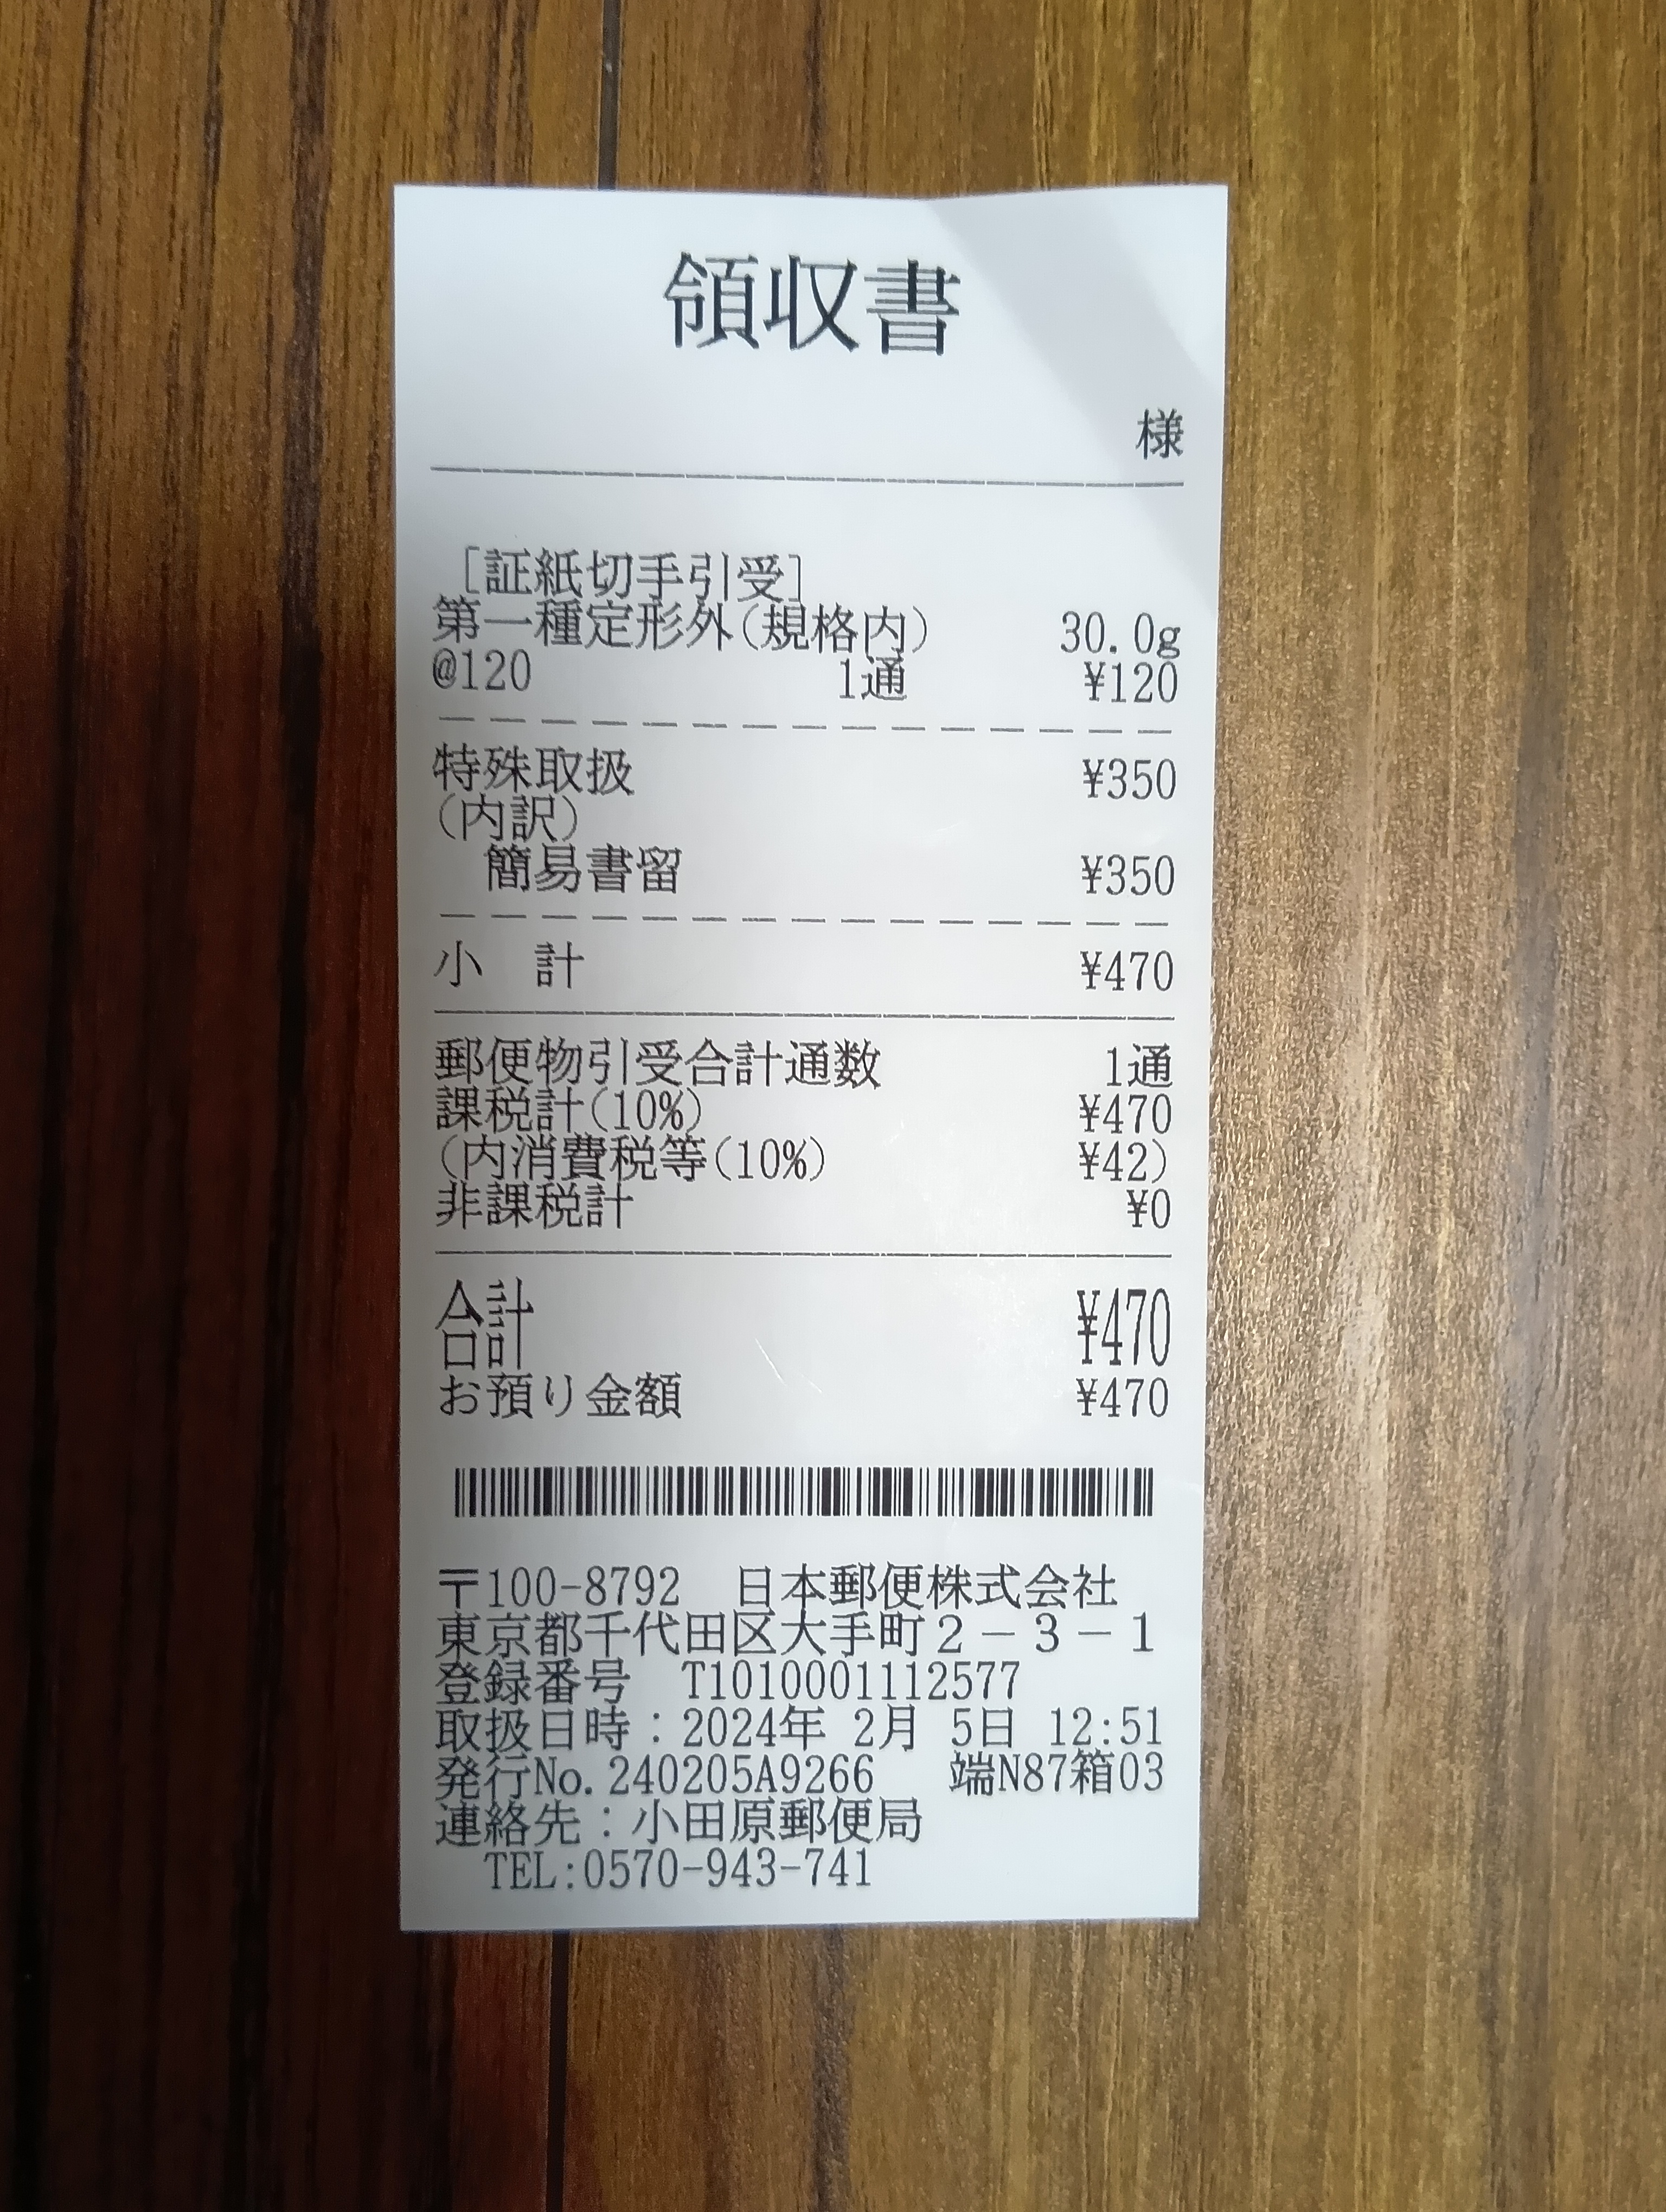 領収書
様
[証紙切手引受]
第一種定形外(規格内) 30.0g
@120 1通 ¥120
特殊取扱 ¥350
(内訳)
簡易書留 ¥350
小 計 ¥470
郵便物引受合計通数 1通
課税計(10%) ¥470
(内消費税等(10%) ¥42)
非課税計 ¥0
合計 ¥470
お預り金額 ¥470
〒100-8792 日本郵便株式会社
東京都千代田区大手町2-3-1
登録番号 T1010001112577
取扱日時:2024年 2月 5日 12:51
発行No.240205A9266 端N87箱03
連絡先:小田原郵便局
TEL:0570-943-741